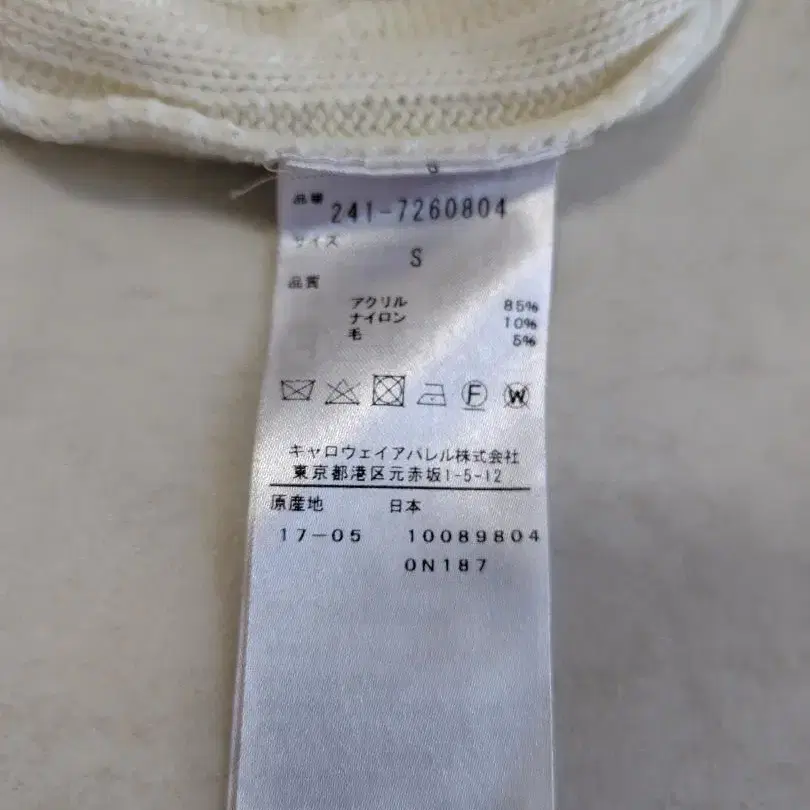 品番 241-7260804
サイズ
S
品質
アクリル 85%
ナイロン 10%
毛 5%
F W
キャロウェイアパレル株式会社
東京都港区元赤坂1-5-12
原産地 日本
17-05 10089804
0N187